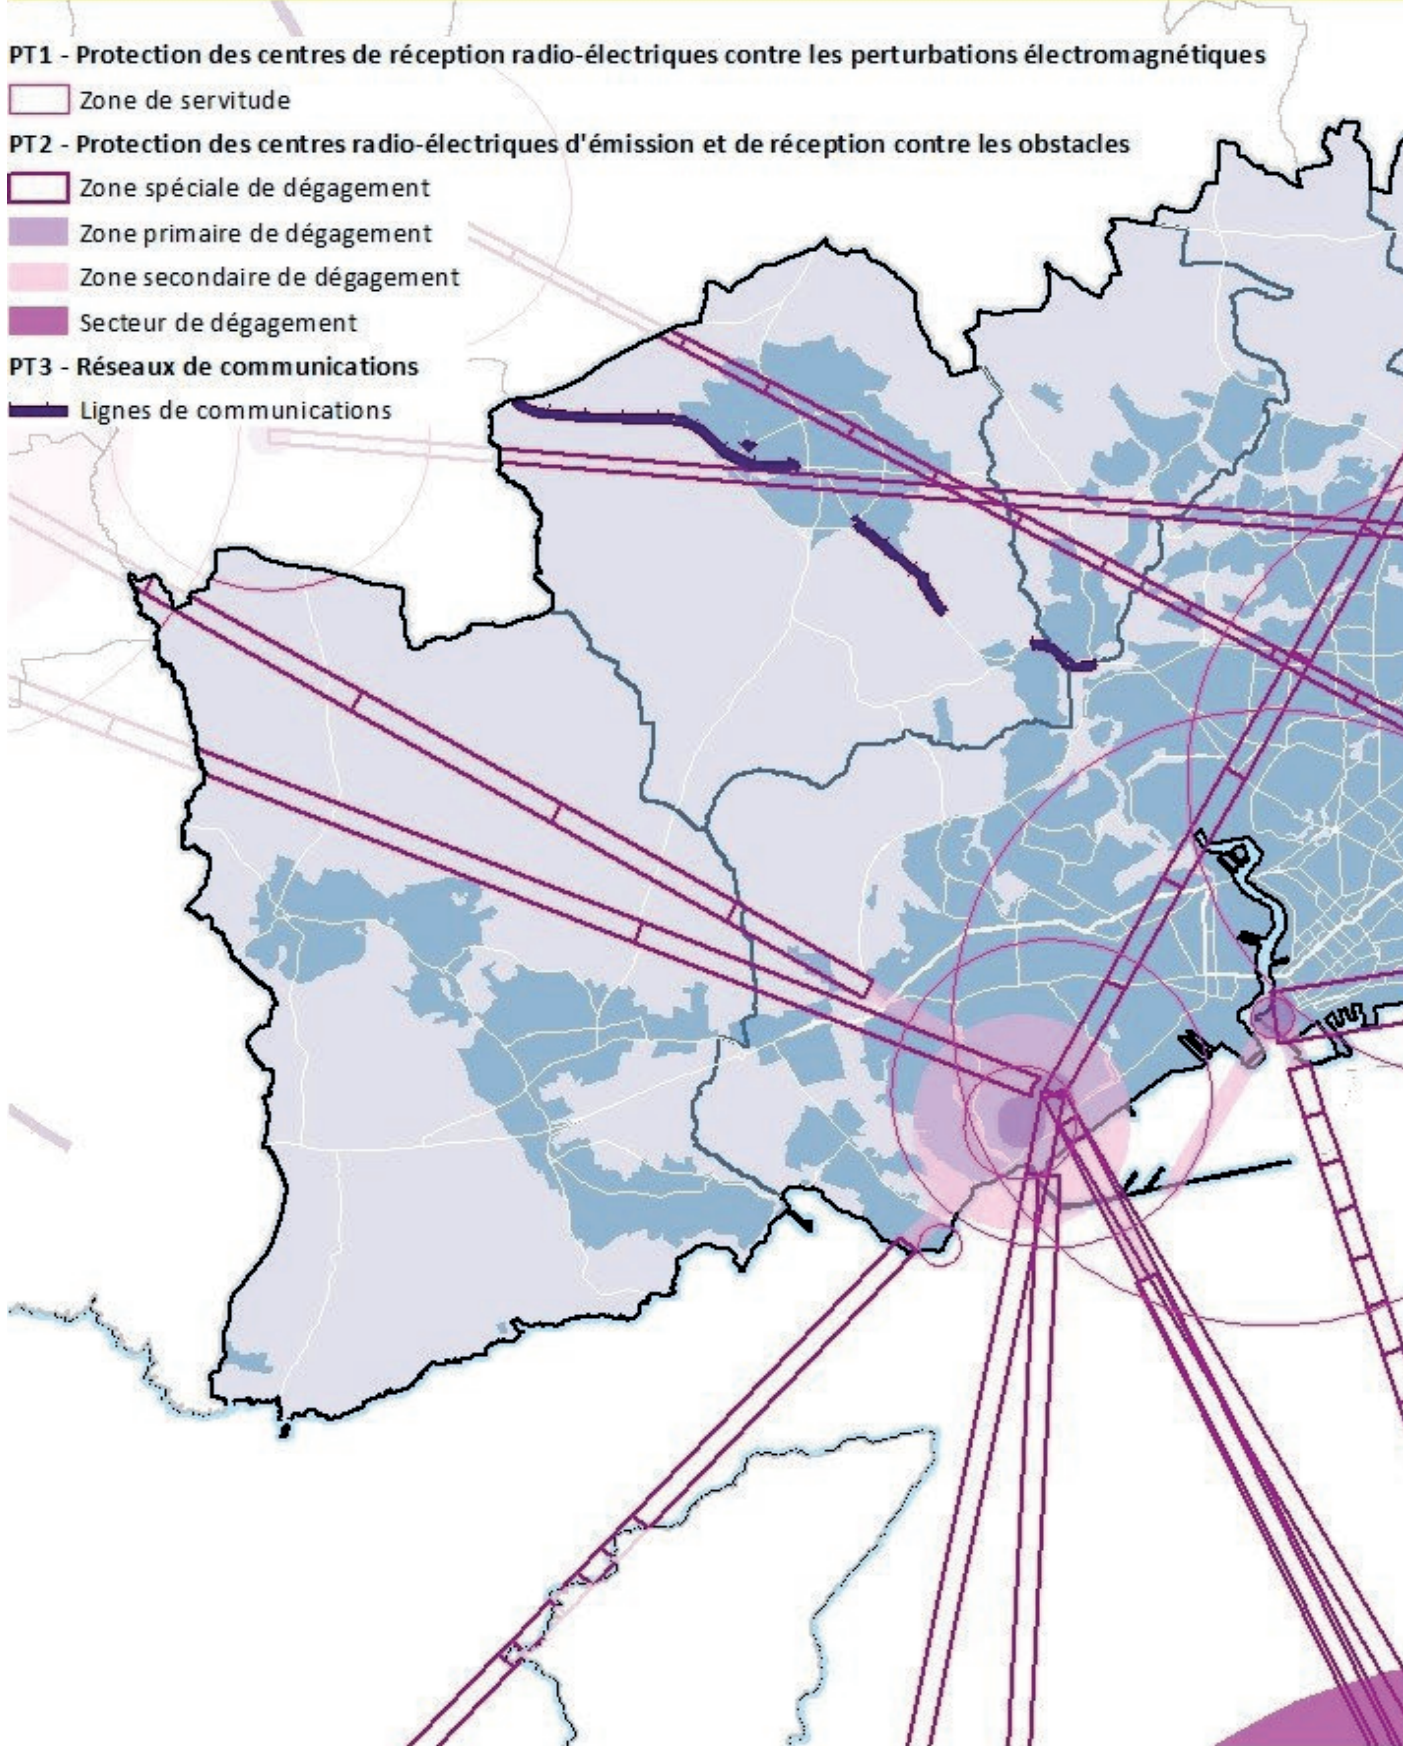 PT1 - Protection des centres de réception radio-électriques contre les perturbations électromagnétiques
Zone de servitude
PT2 - Protection des centres radio-électriques d'émission et de réception contre les obstacles
Zone spéciale de dégagement
Zone primaire de dégagement
Zone secondaire de dégagement
Secteur de dégagement
PT3 - Réseaux de communications
Lignes de communications